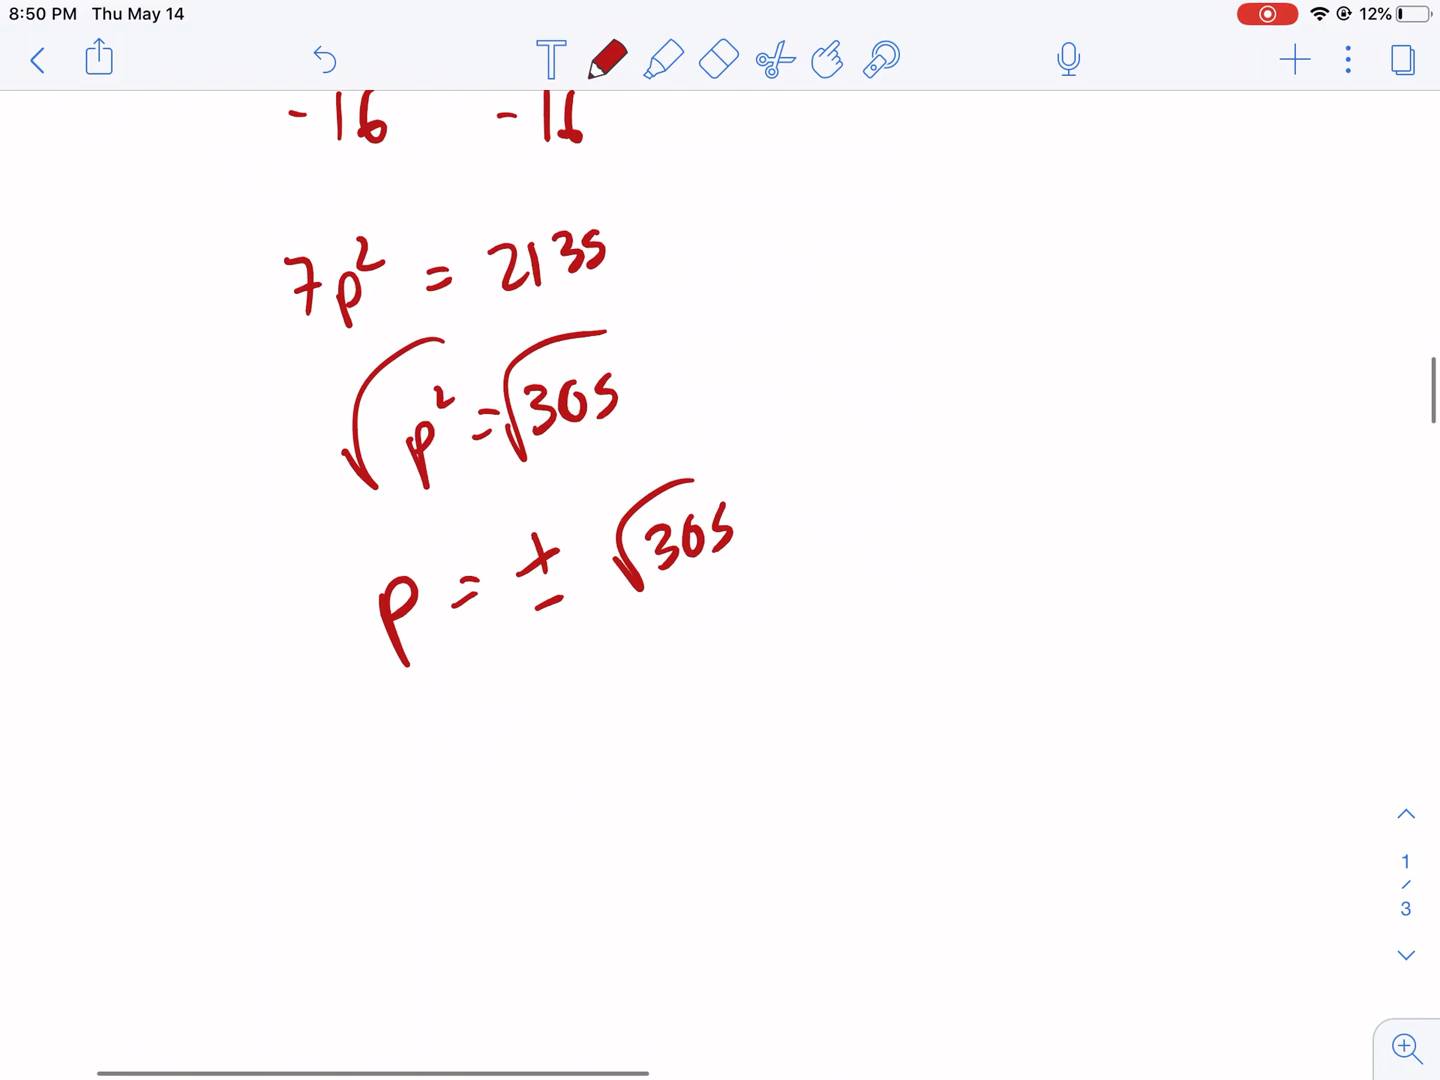 8:50 PM Thu May 14 12%
T
-16 -16
7p² = 2135
√p² = √305
p = ± √305
1
/
3